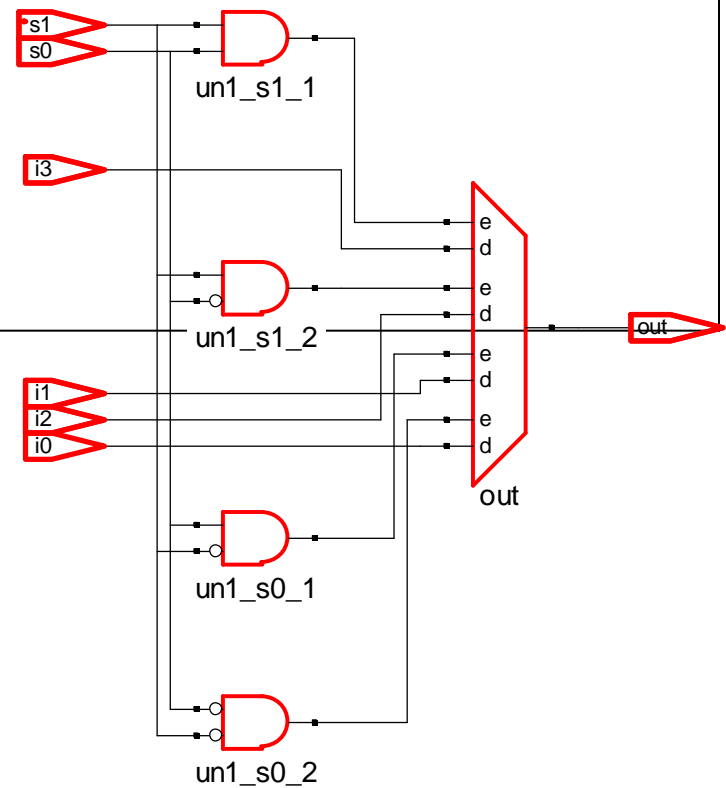 s1
s0
un1_s1_1
i3
e
d
e
d
un1_s1_2
out
e
d
i1
i2
e
i0
d
out
un1_s0_1
un1_s0_2